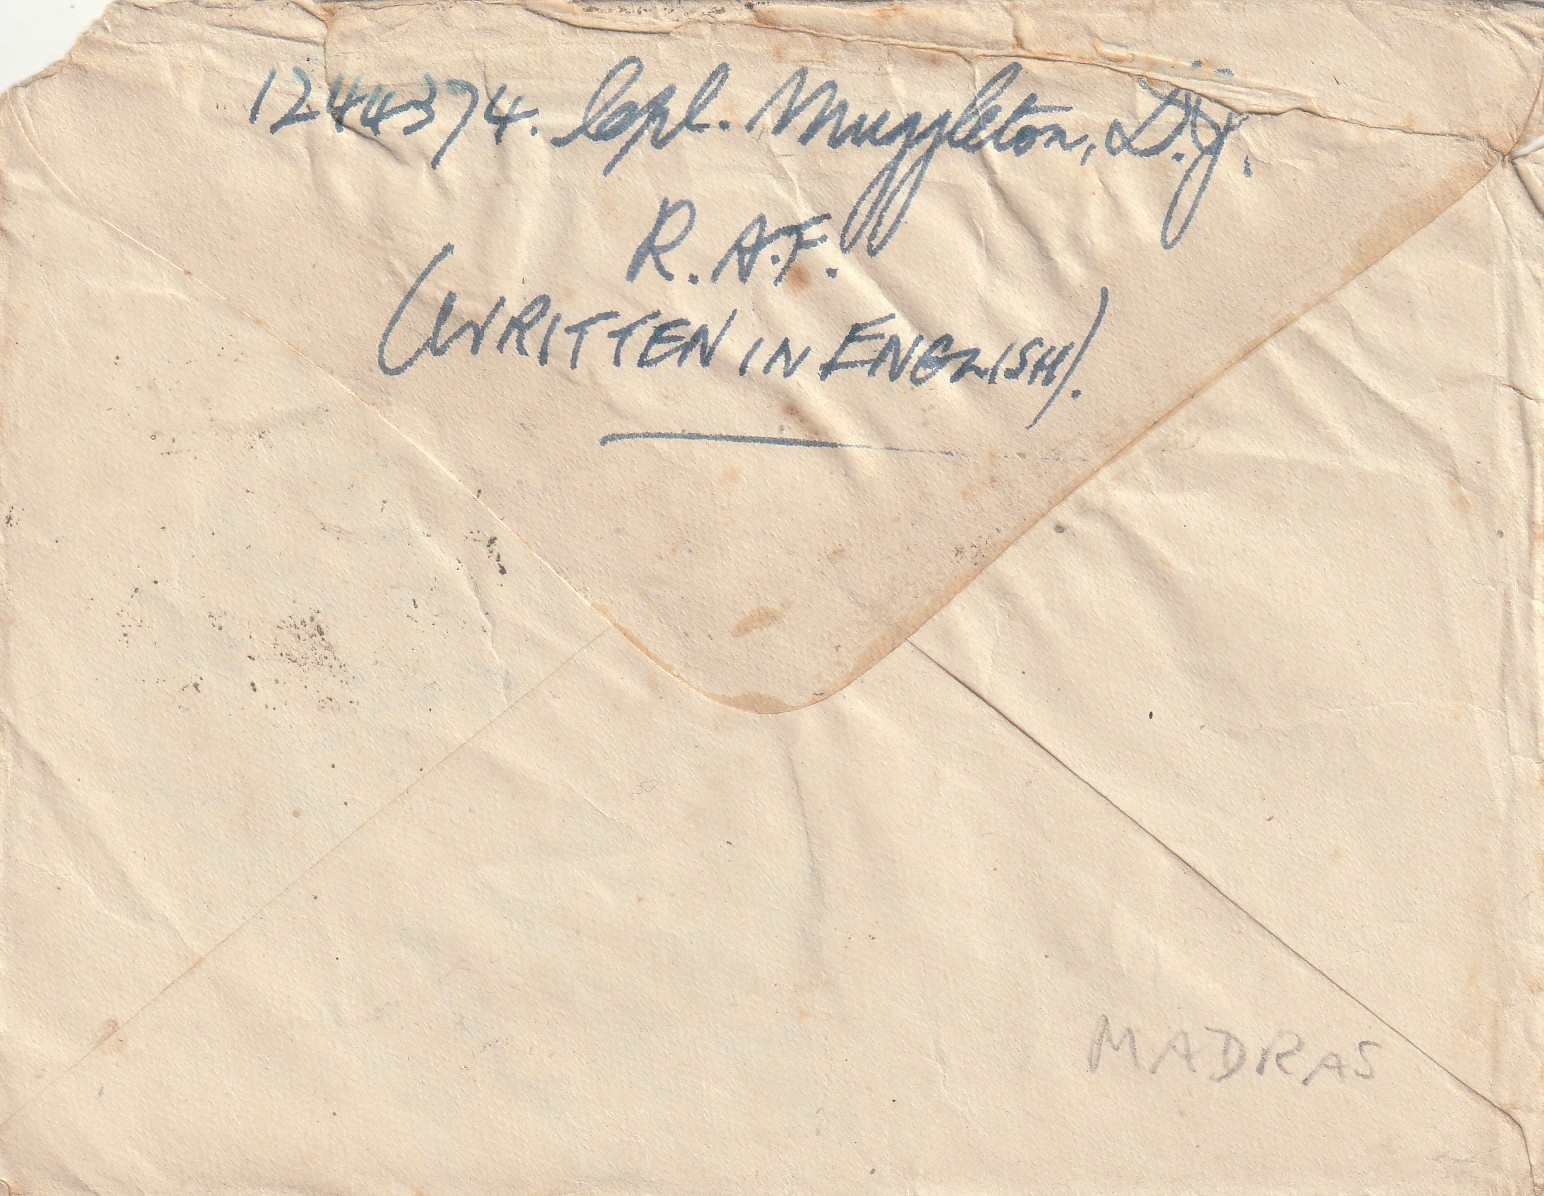 1244374. Cpl. Muggleton, D.J.
R.A.F.
(WRITTEN IN ENGLISH).
MADRAS